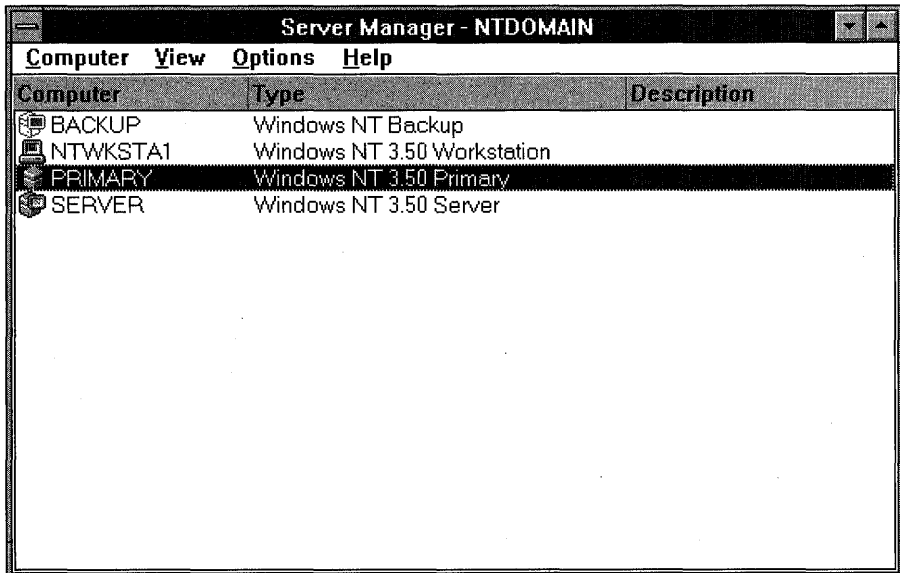 Server Manager - NTDOMAIN
Computer View Options Help
Computer Type Description
BACKUP Windows NT Backup
NTWKSTA1 Windows NT 3.50 Workstation
PRIMARY Windows NT 3.50 Primary
SERVER Windows NT 3.50 Server